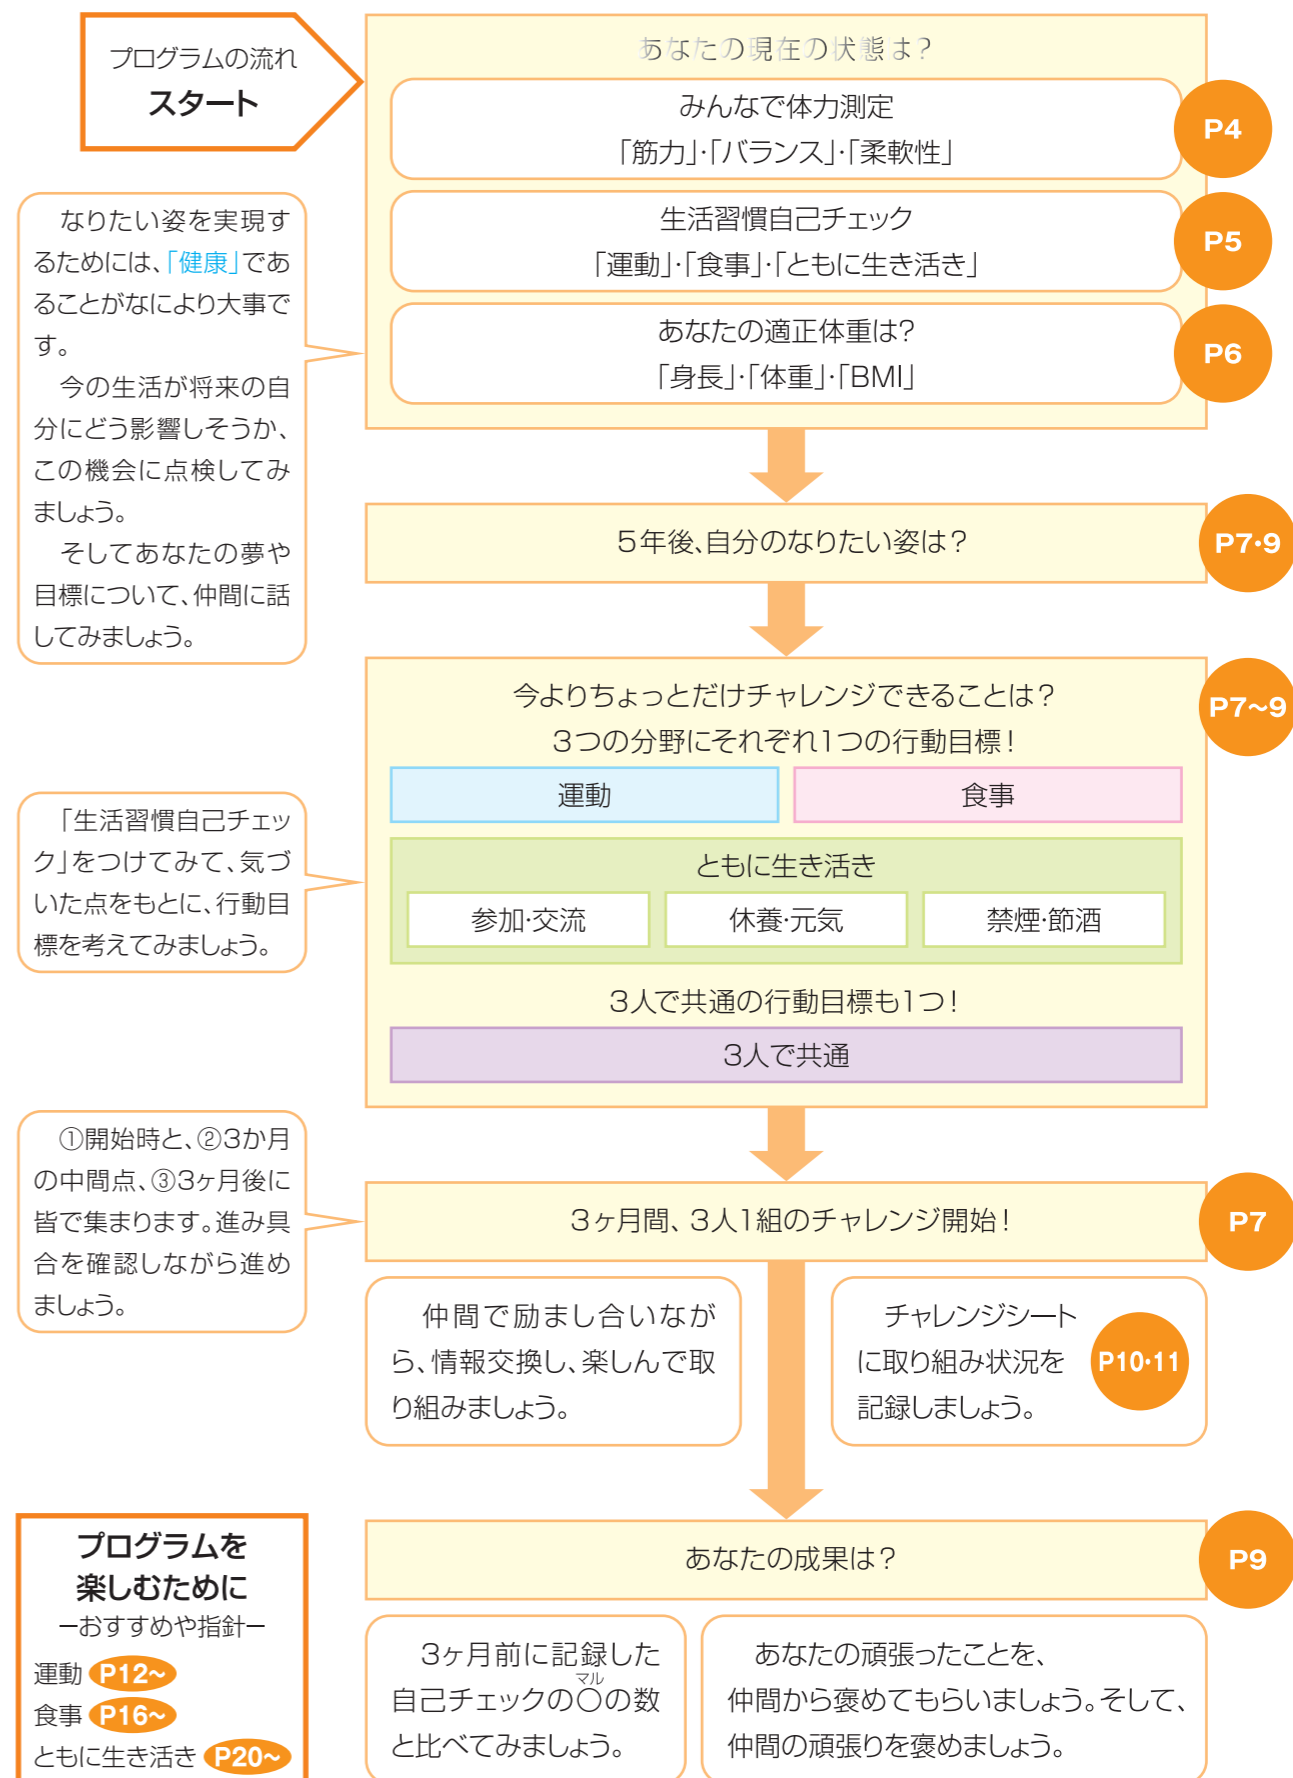 プログラムの流れ
スタート
あなたの現在の状態は？
みんなで体力測定
「筋力」・「バランス」・「柔軟性」
P4
生活習慣自己チェック
「運動」・「食事」・「ともに生き活き」
P5
あなたの適正体重は？
「身長」・「体重」・「BMI」
P6
なりたい姿を実現す
るためには、「健康」であ
ることがなにより大事で
す。
今の生活が将来の自
分にどう影響しそうか、
この機会に点検してみ
ましょう。
そしてあなたの夢や
目標について、仲間に話
してみましょう。
5年後、自分のなりたい姿は？
P7・9
今よりちょっとだけチャレンジできることは？
3つの分野にそれぞれ1つの行動目標！
P7〜9
運動
食事
ともに生き活き
参加・交流
休養・元気
禁煙・節酒
3人で共通の行動目標も1つ！
3人で共通
「生活習慣自己チェッ
ク」をつけてみて、気づ
いた点をもとに、行動目
標を考えてみましょう。
①開始時と、②3か月
の中間点、③3ヶ月後に
皆で集まります。進み具
合を確認しながら進め
ましょう。
3ヶ月間、3人1組のチャレンジ開始！
P7
仲間で励まし合いなが
ら、情報交換し、楽しんで取
り組みましょう。
チャレンジシート
に取り組み状況を
記録しましょう。
P10・11
あなたの成果は？
P9
3ヶ月前に記録した
マル
自己チェックの〇の数
と比べてみましょう。
あなたの頑張ったことを、
仲間から褒めてもらいましょう。そして、
仲間の頑張りを褒めましょう。
プログラムを
楽しむために
ーおすすめや指針ー
運動 P12〜
食事 P16〜
ともに生き活き P20〜